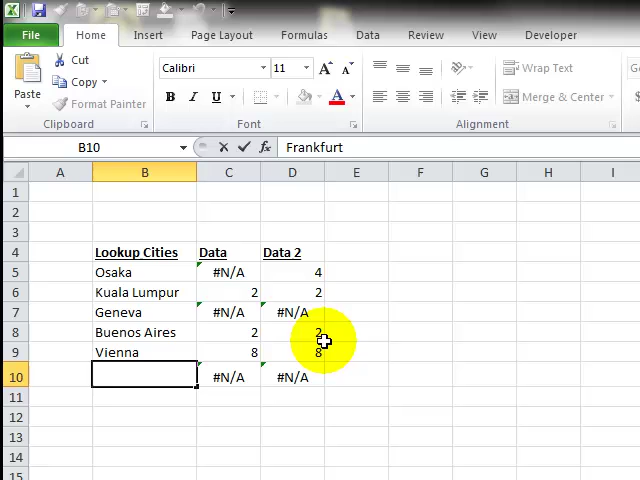 File Home Insert Page Layout Formulas Data Review View Developer
Cut
Calibri 11 A A Wrap Text
Copy
Paste Format Painter B I U A Merge & Center
Clipboard Font Alignment
B10 fx Frankfurt
A B C D E F G H I
1
2
3
4 Lookup Cities Data Data 2
5 Osaka #N/A 4
6 Kuala Lumpur 2 2
7 Geneva #N/A #N/A
8 Buenos Aires 2 2
9 Vienna 8 8
10 #N/A #N/A
11
12
13
14
15